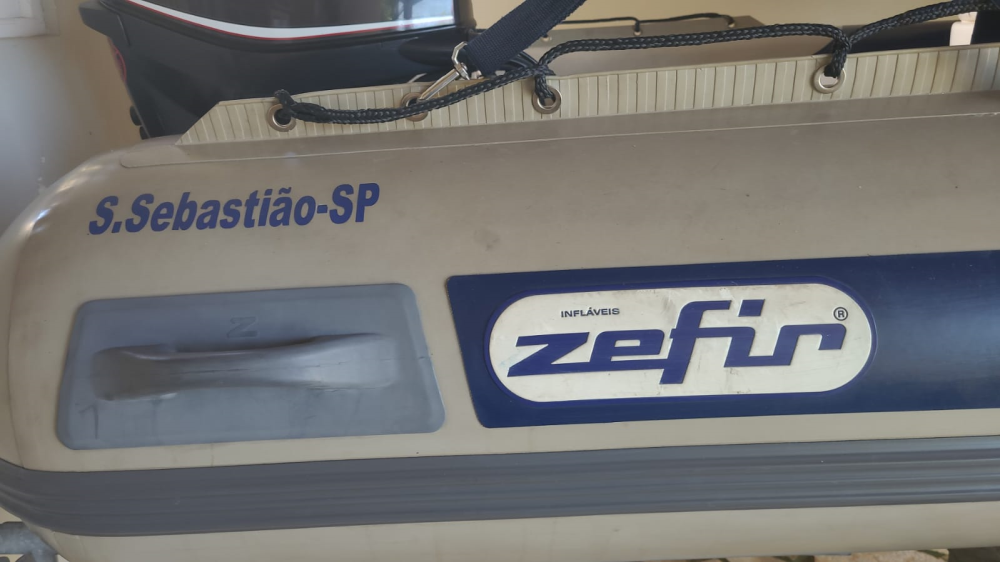 S.Sebastião-SP
INFLÁVEIS
zefir ®
Z